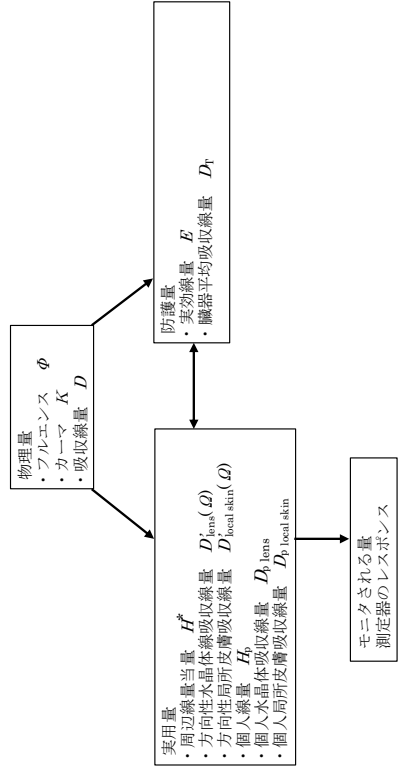 物理量
・フルエンス Φ
・カーマ K
・吸収線量 D
実用量
・周辺線量当量 H*
・方向性水晶体線吸収線量 D′lens(Ω)
・方向性局所皮膚吸収線量 D′local skin(Ω)
・個人線量 Hp
・個人水晶体吸収線量 Dp lens
・個人局所皮膚吸収線量 Dp local skin
防護量
・実効線量 E
・臓器平均吸収線量 DT
モニタされる量
測定器のレスポンス